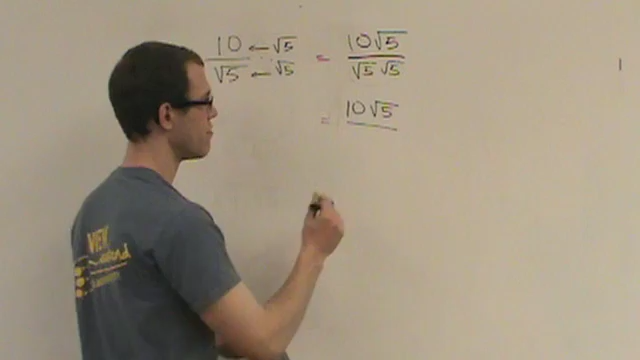 10 ←√5 = 10√5
√5 ←√5 √5 √5
= 10√5